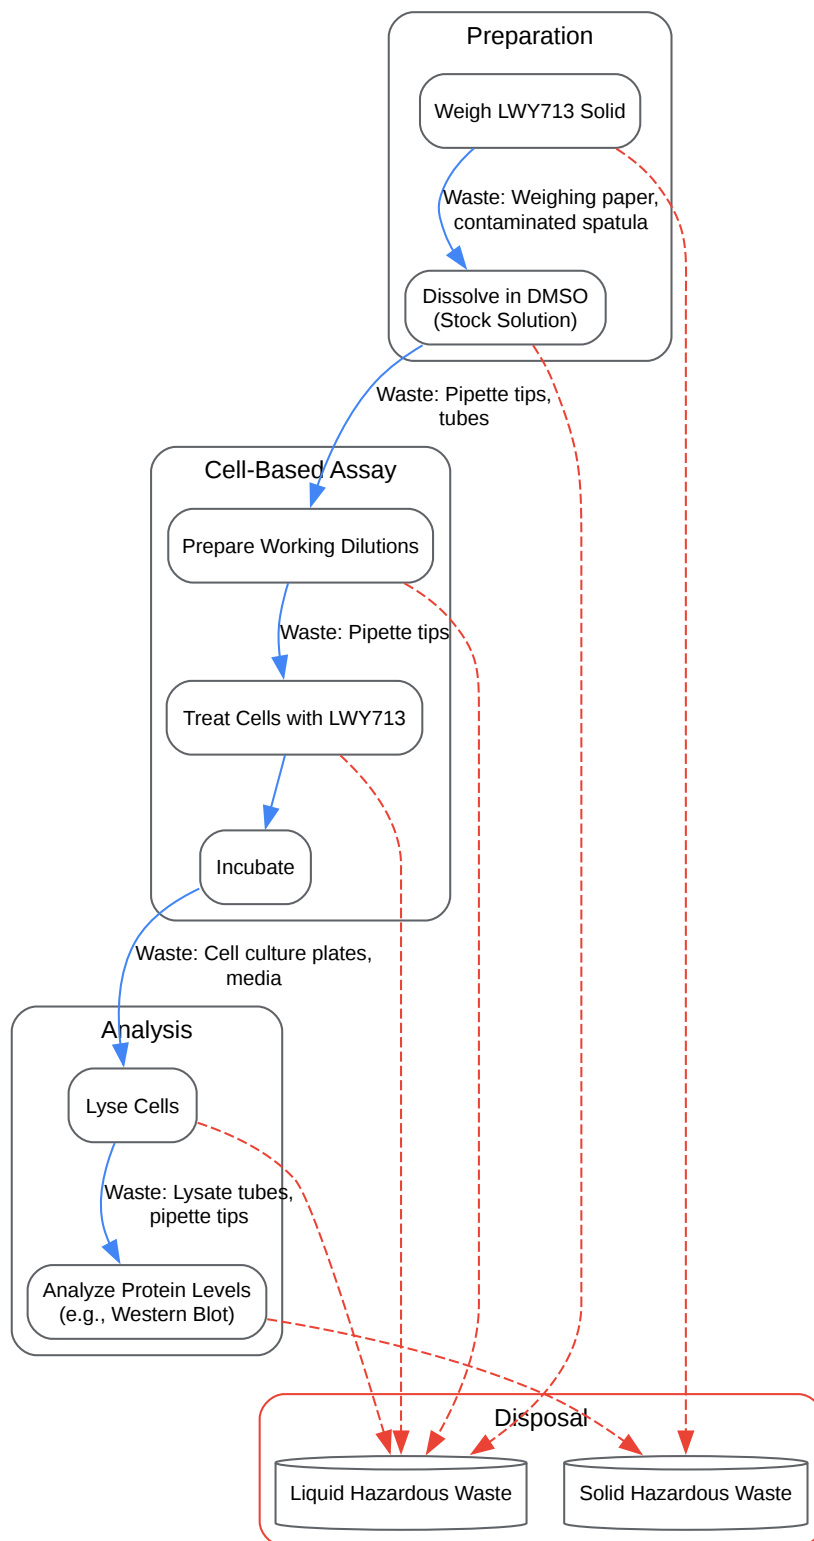 Preparation
Weigh LWY713 Solid
Waste: Weighing paper,
contaminated spatula
Dissolve in DMSO
(Stock Solution)
Waste: Pipette tips,
tubes
Cell-Based Assay
Prepare Working Dilutions
Waste: Pipette tips
Treat Cells with LWY713
Incubate
Waste: Cell culture plates,
media
Analysis
Lyse Cells
Waste: Lysate tubes,
pipette tips
Analyze Protein Levels
(e.g., Western Blot)
Disposal
Liquid Hazardous Waste
Solid Hazardous Waste